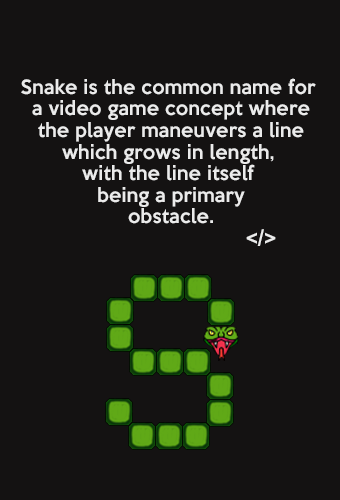 Snake is the common name for
a video game concept where
the player maneuvers a line
which grows in length,
with the line itself
being a primary
obstacle.
</>